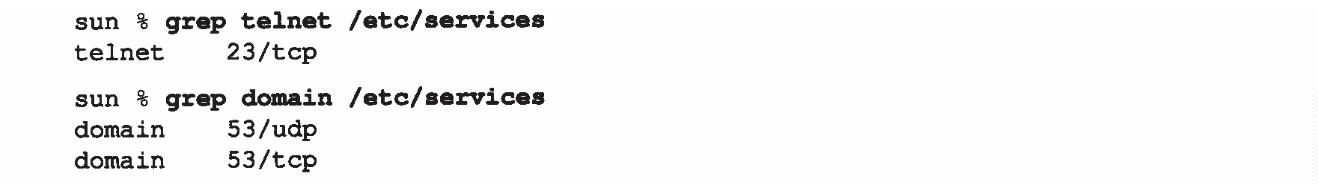 sun % grep telnet /etc/services
telnet    23/tcp
sun % grep domain /etc/services
domain    53/udp
domain    53/tcp